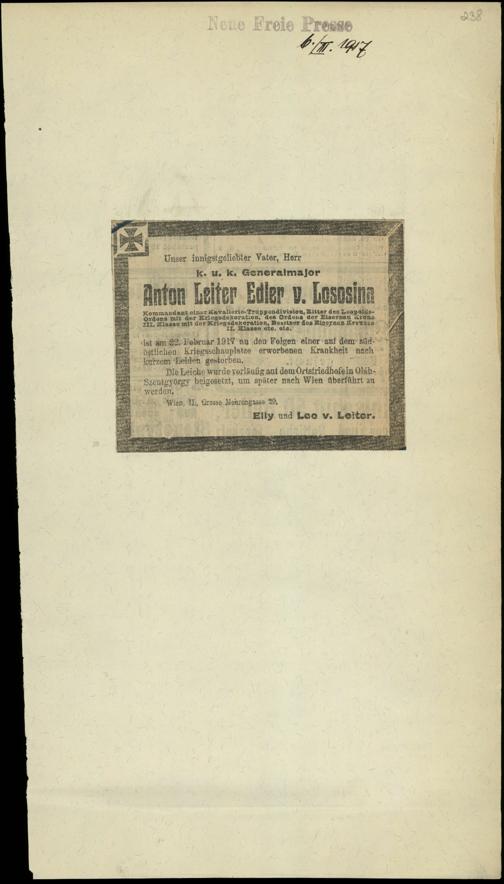 238
Neue Freie Presse
6./III. 1917
Unser innigstgeliebter Vater, Herr
k. u. k. Generalmajor
Anton Leiter Edler v. Lososina
Kommandant einer Kavallerie-Truppendivision, Ritter des Leopolds-
Ordens mit der Kriegsdekoration, des Ordens der Eisernen Krone
III. Klasse mit der Kriegsdekoration, Besitzer des Eisernen Kreuzes
II. Klasse etc. etc.
ist am 22. Februar 1917 an den Folgen einer auf dem süd-
östlichen Kriegsschauplatze erworbenen Krankheit nach
kurzem Leiden gestorben.
Die Leiche wurde vorläufig auf dem Ortsfriedhofe in Oláh-
Szentgyörgy beigesetzt, um später nach Wien überführt zu
werden.
Wien, II., Grosse Mohrengasse 29.
Elly und Leo v. Leiter.